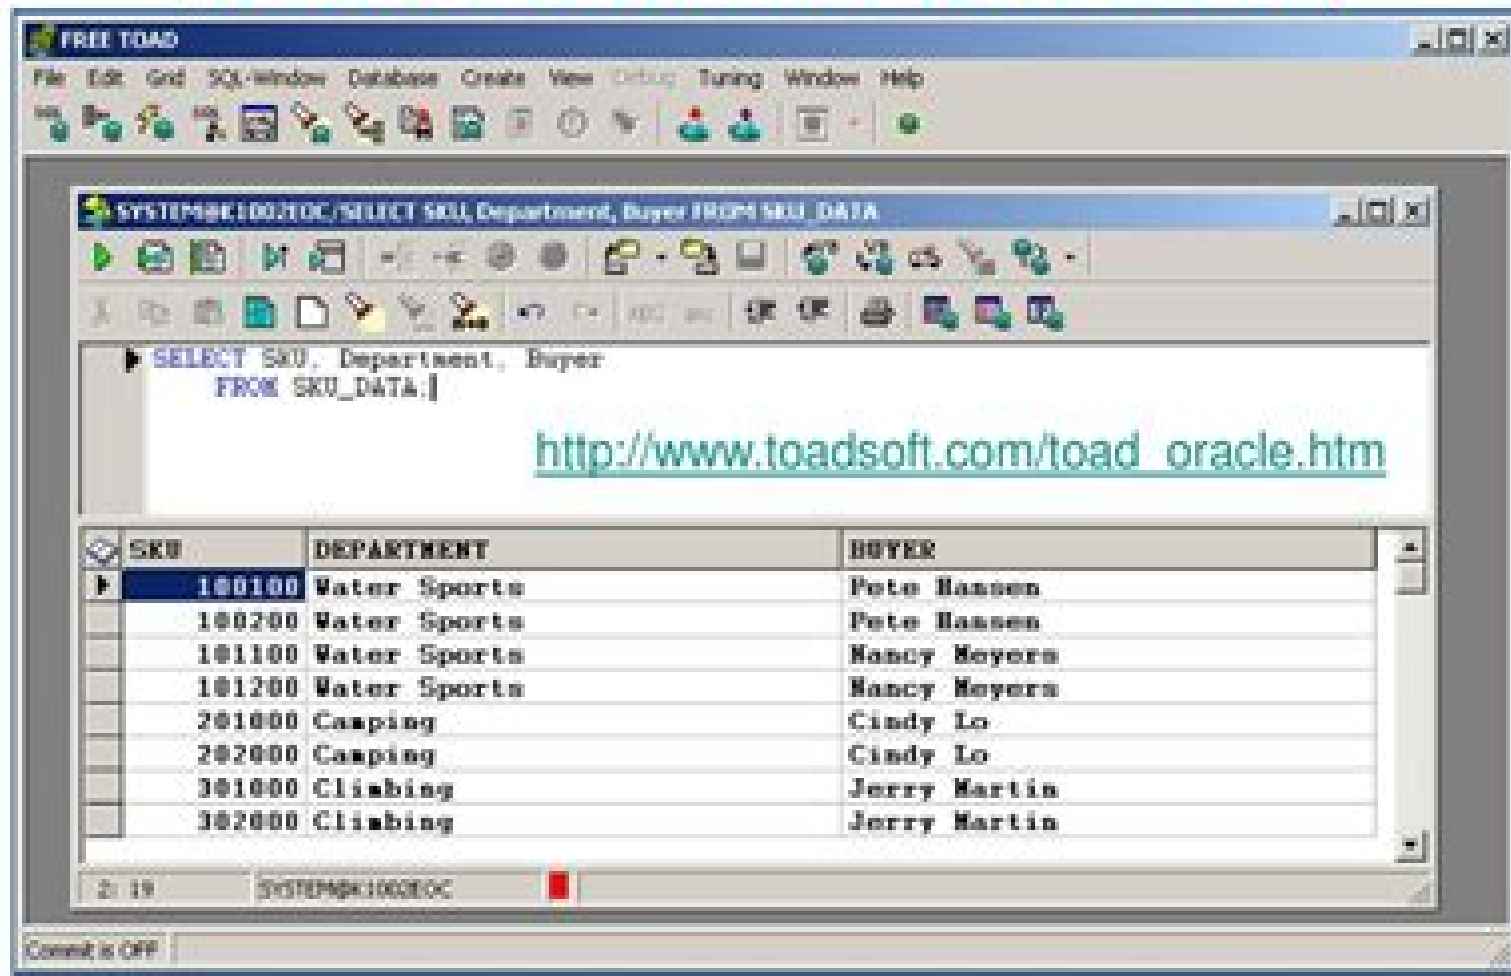 FREE TOAD
File Edit Grid SQL-Window Database Create View Debug Tuning Window Help
SYSTEM@K1002EOC/SELECT SKU, Department, Buyer FROM SKU_DATA
SELECT SKU, Department, Buyer
FROM SKU_DATA;
http://www.toadsoft.com/toad_oracle.htm
SKU DEPARTMENT BUYER
100100 Water Sports Pete Hansen
100200 Water Sports Pete Hansen
101100 Water Sports Nancy Meyers
101200 Water Sports Nancy Meyers
201000 Camping Cindy Lo
202000 Camping Cindy Lo
301000 Climbing Jerry Martin
302000 Climbing Jerry Martin
2: 19 SYSTEM@K1002EOC
Commit is OFF